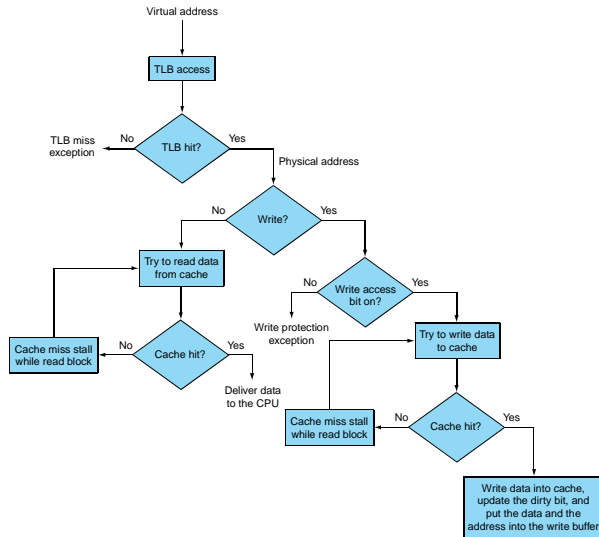 Virtual address
TLB access
No
Yes
TLB miss
exception
TLB hit?
Physical address
No
Yes
Write?
Try to read data
from cache
No
Yes
Write access
bit on?
Write protection
exception
Try to write data
to cache
No
Yes
Cache miss stall
while read block
Cache hit?
Deliver data
to the CPU
No
Yes
Cache miss stall
while read block
Cache hit?
Write data into cache,
update the dirty bit, and
put the data and the
address into the write buffer